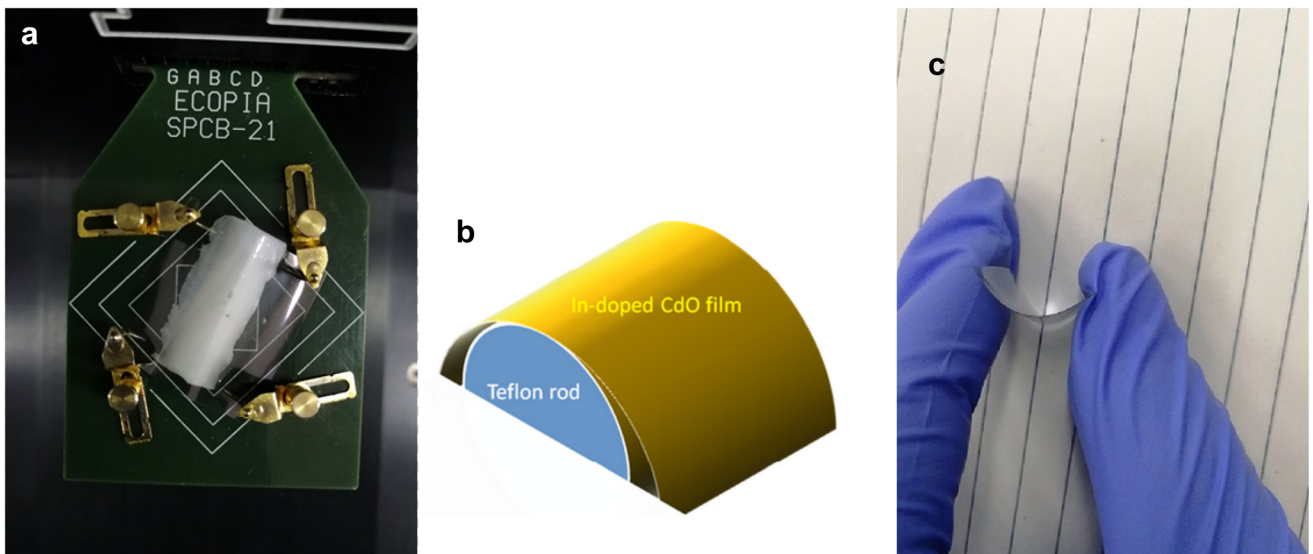 a
G A B C D
ECOPIA
SPCB-21
b
In-doped CdO film
Teflon rod
c